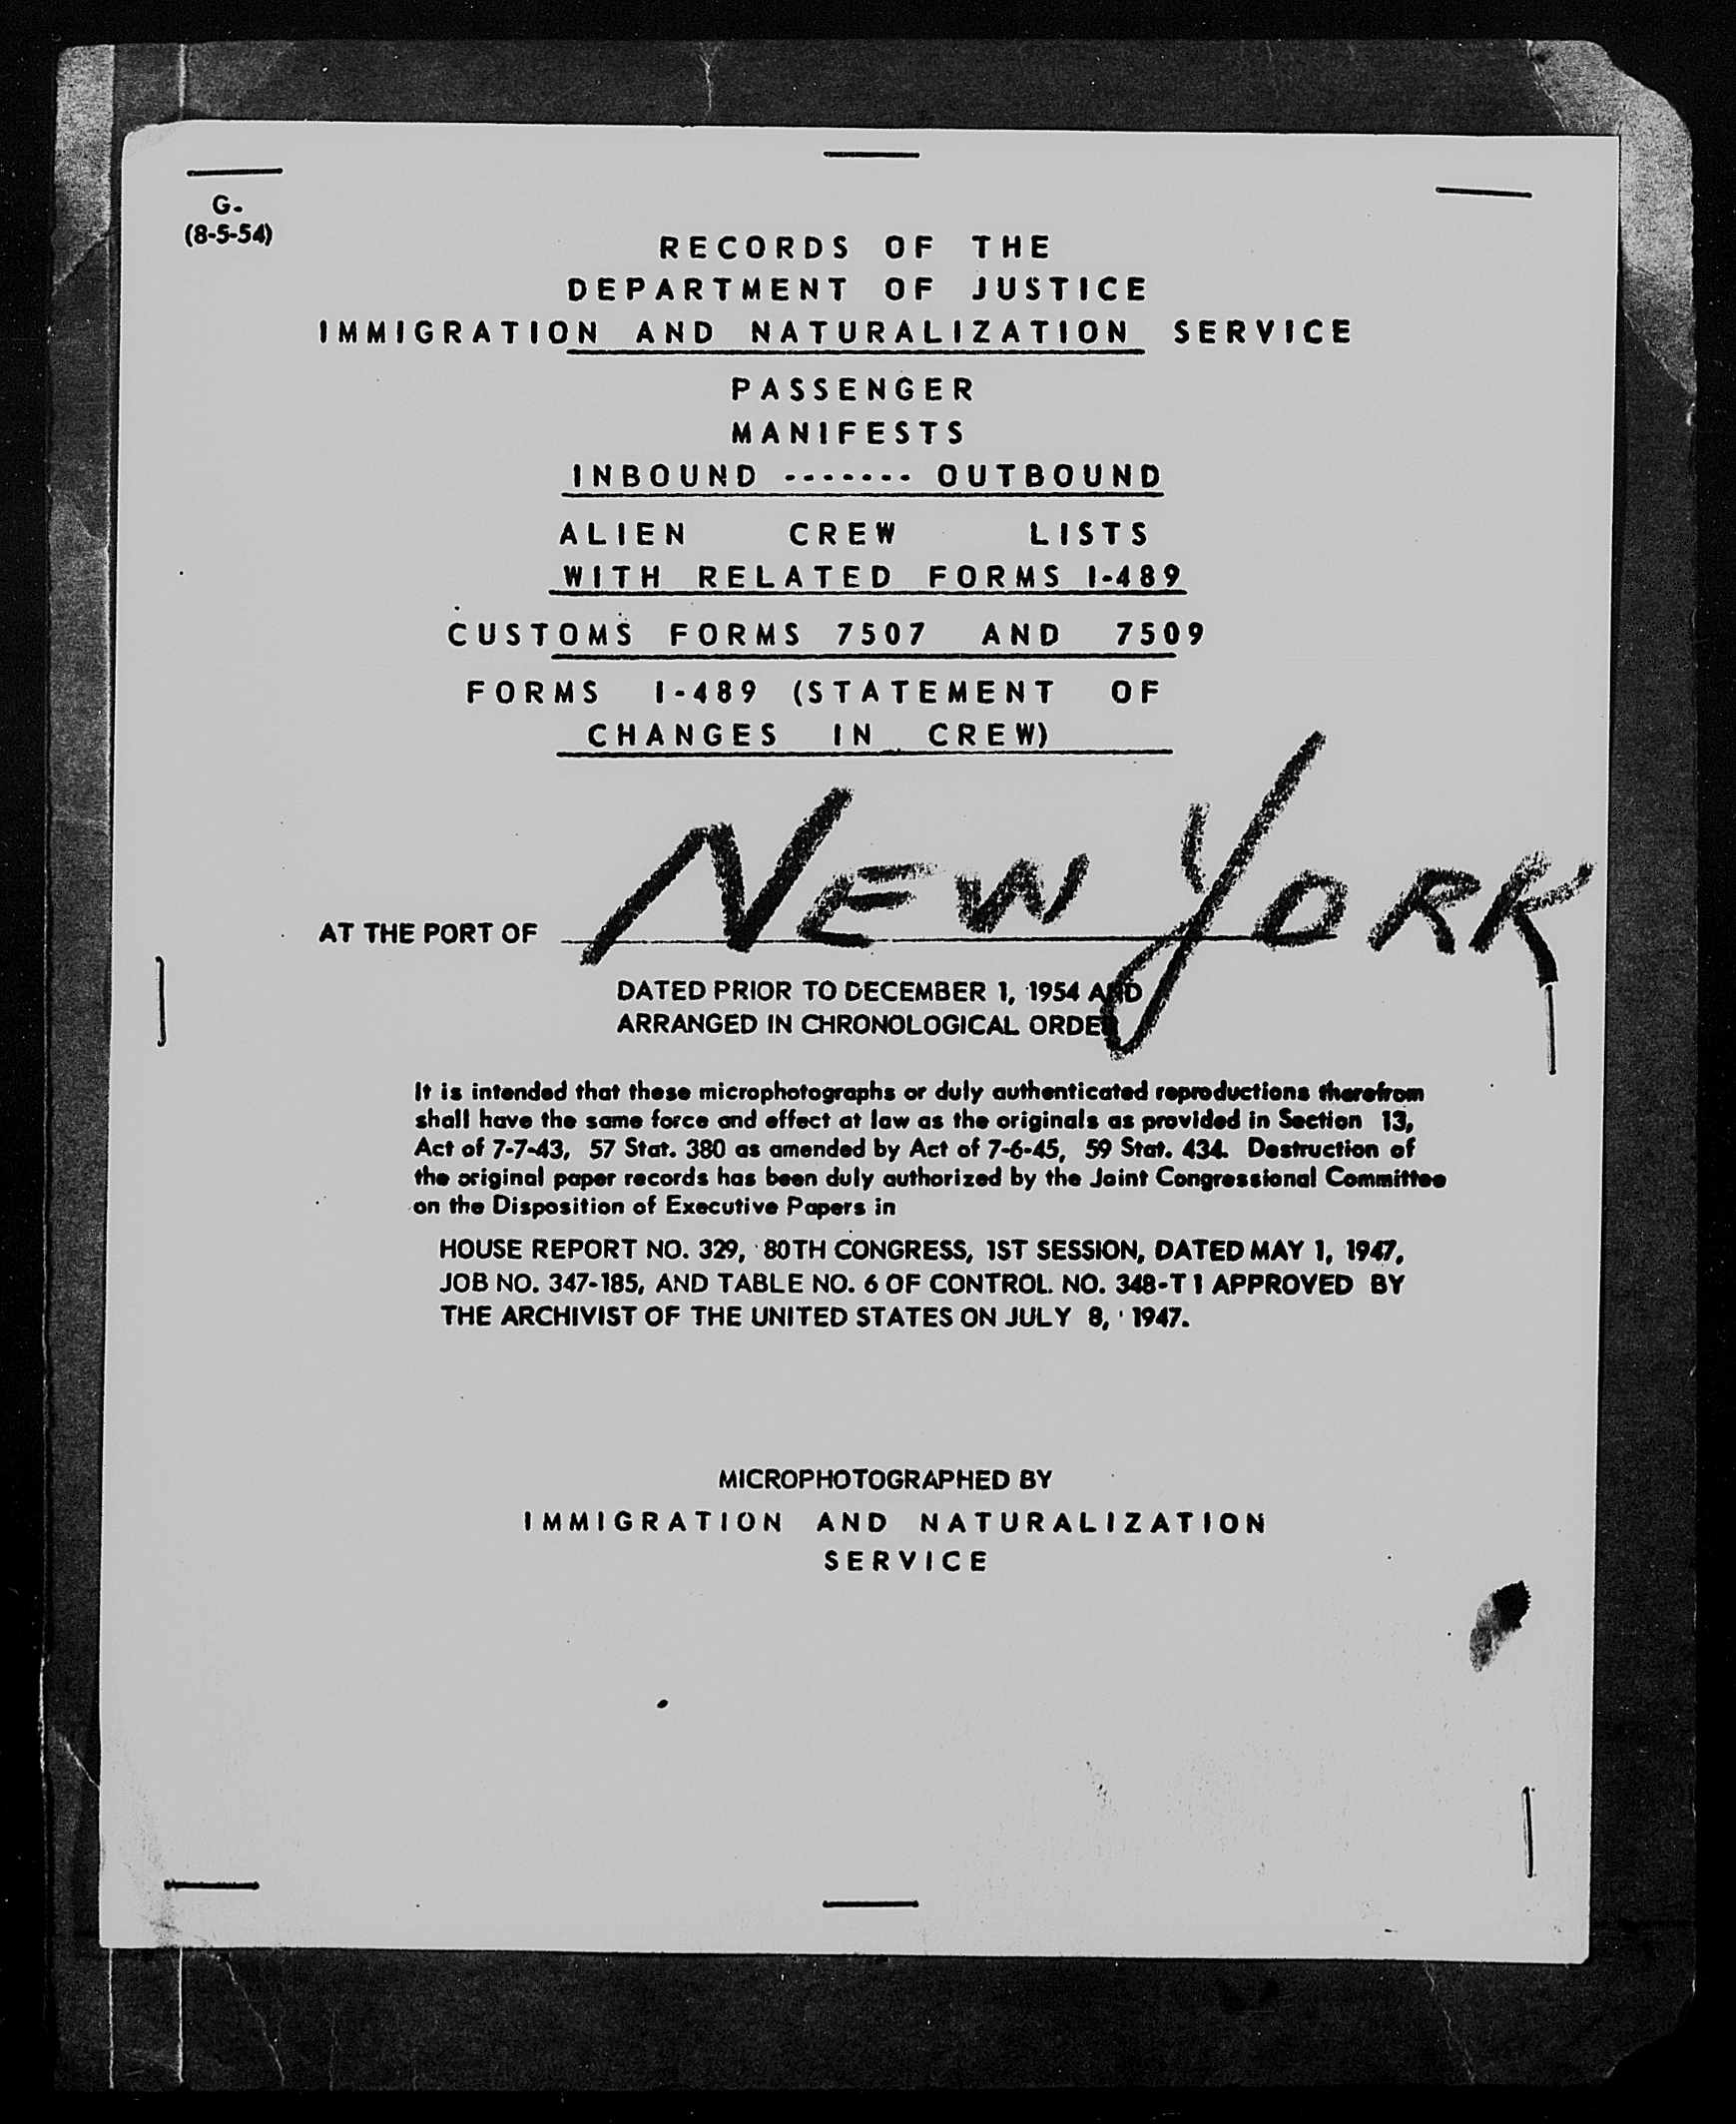 G.
(8-5-54)
RECORDS OF THE
DEPARTMENT OF JUSTICE
IMMIGRATION AND NATURALIZATION SERVICE
PASSENGER
MANIFESTS
INBOUND ------- OUTBOUND
ALIEN CREW LISTS
WITH RELATED FORMS I-489
CUSTOMS FORMS 7507 AND 7509
FORMS I-489 (STATEMENT OF
CHANGES IN CREW)
AT THE PORT OF NEW YORK
DATED PRIOR TO DECEMBER 1, 1954 AND
ARRANGED IN CHRONOLOGICAL ORDER
It is intended that these microphotographs or duly authenticated reproductions therefrom
shall have the same force and effect at law as the originals as provided in Section 13,
Act of 7-7-43, 57 Stat. 380 as amended by Act of 7-6-45, 59 Stat. 434. Destruction of
the original paper records has been duly authorized by the Joint Congressional Committee
on the Disposition of Executive Papers in
HOUSE REPORT NO. 329, 80TH CONGRESS, 1ST SESSION, DATED MAY 1, 1947,
JOB NO. 347-185, AND TABLE NO. 6 OF CONTROL NO. 348-T1 APPROVED BY
THE ARCHIVIST OF THE UNITED STATES ON JULY 8, 1947.
MICROPHOTOGRAPHED BY
IMMIGRATION AND NATURALIZATION
SERVICE